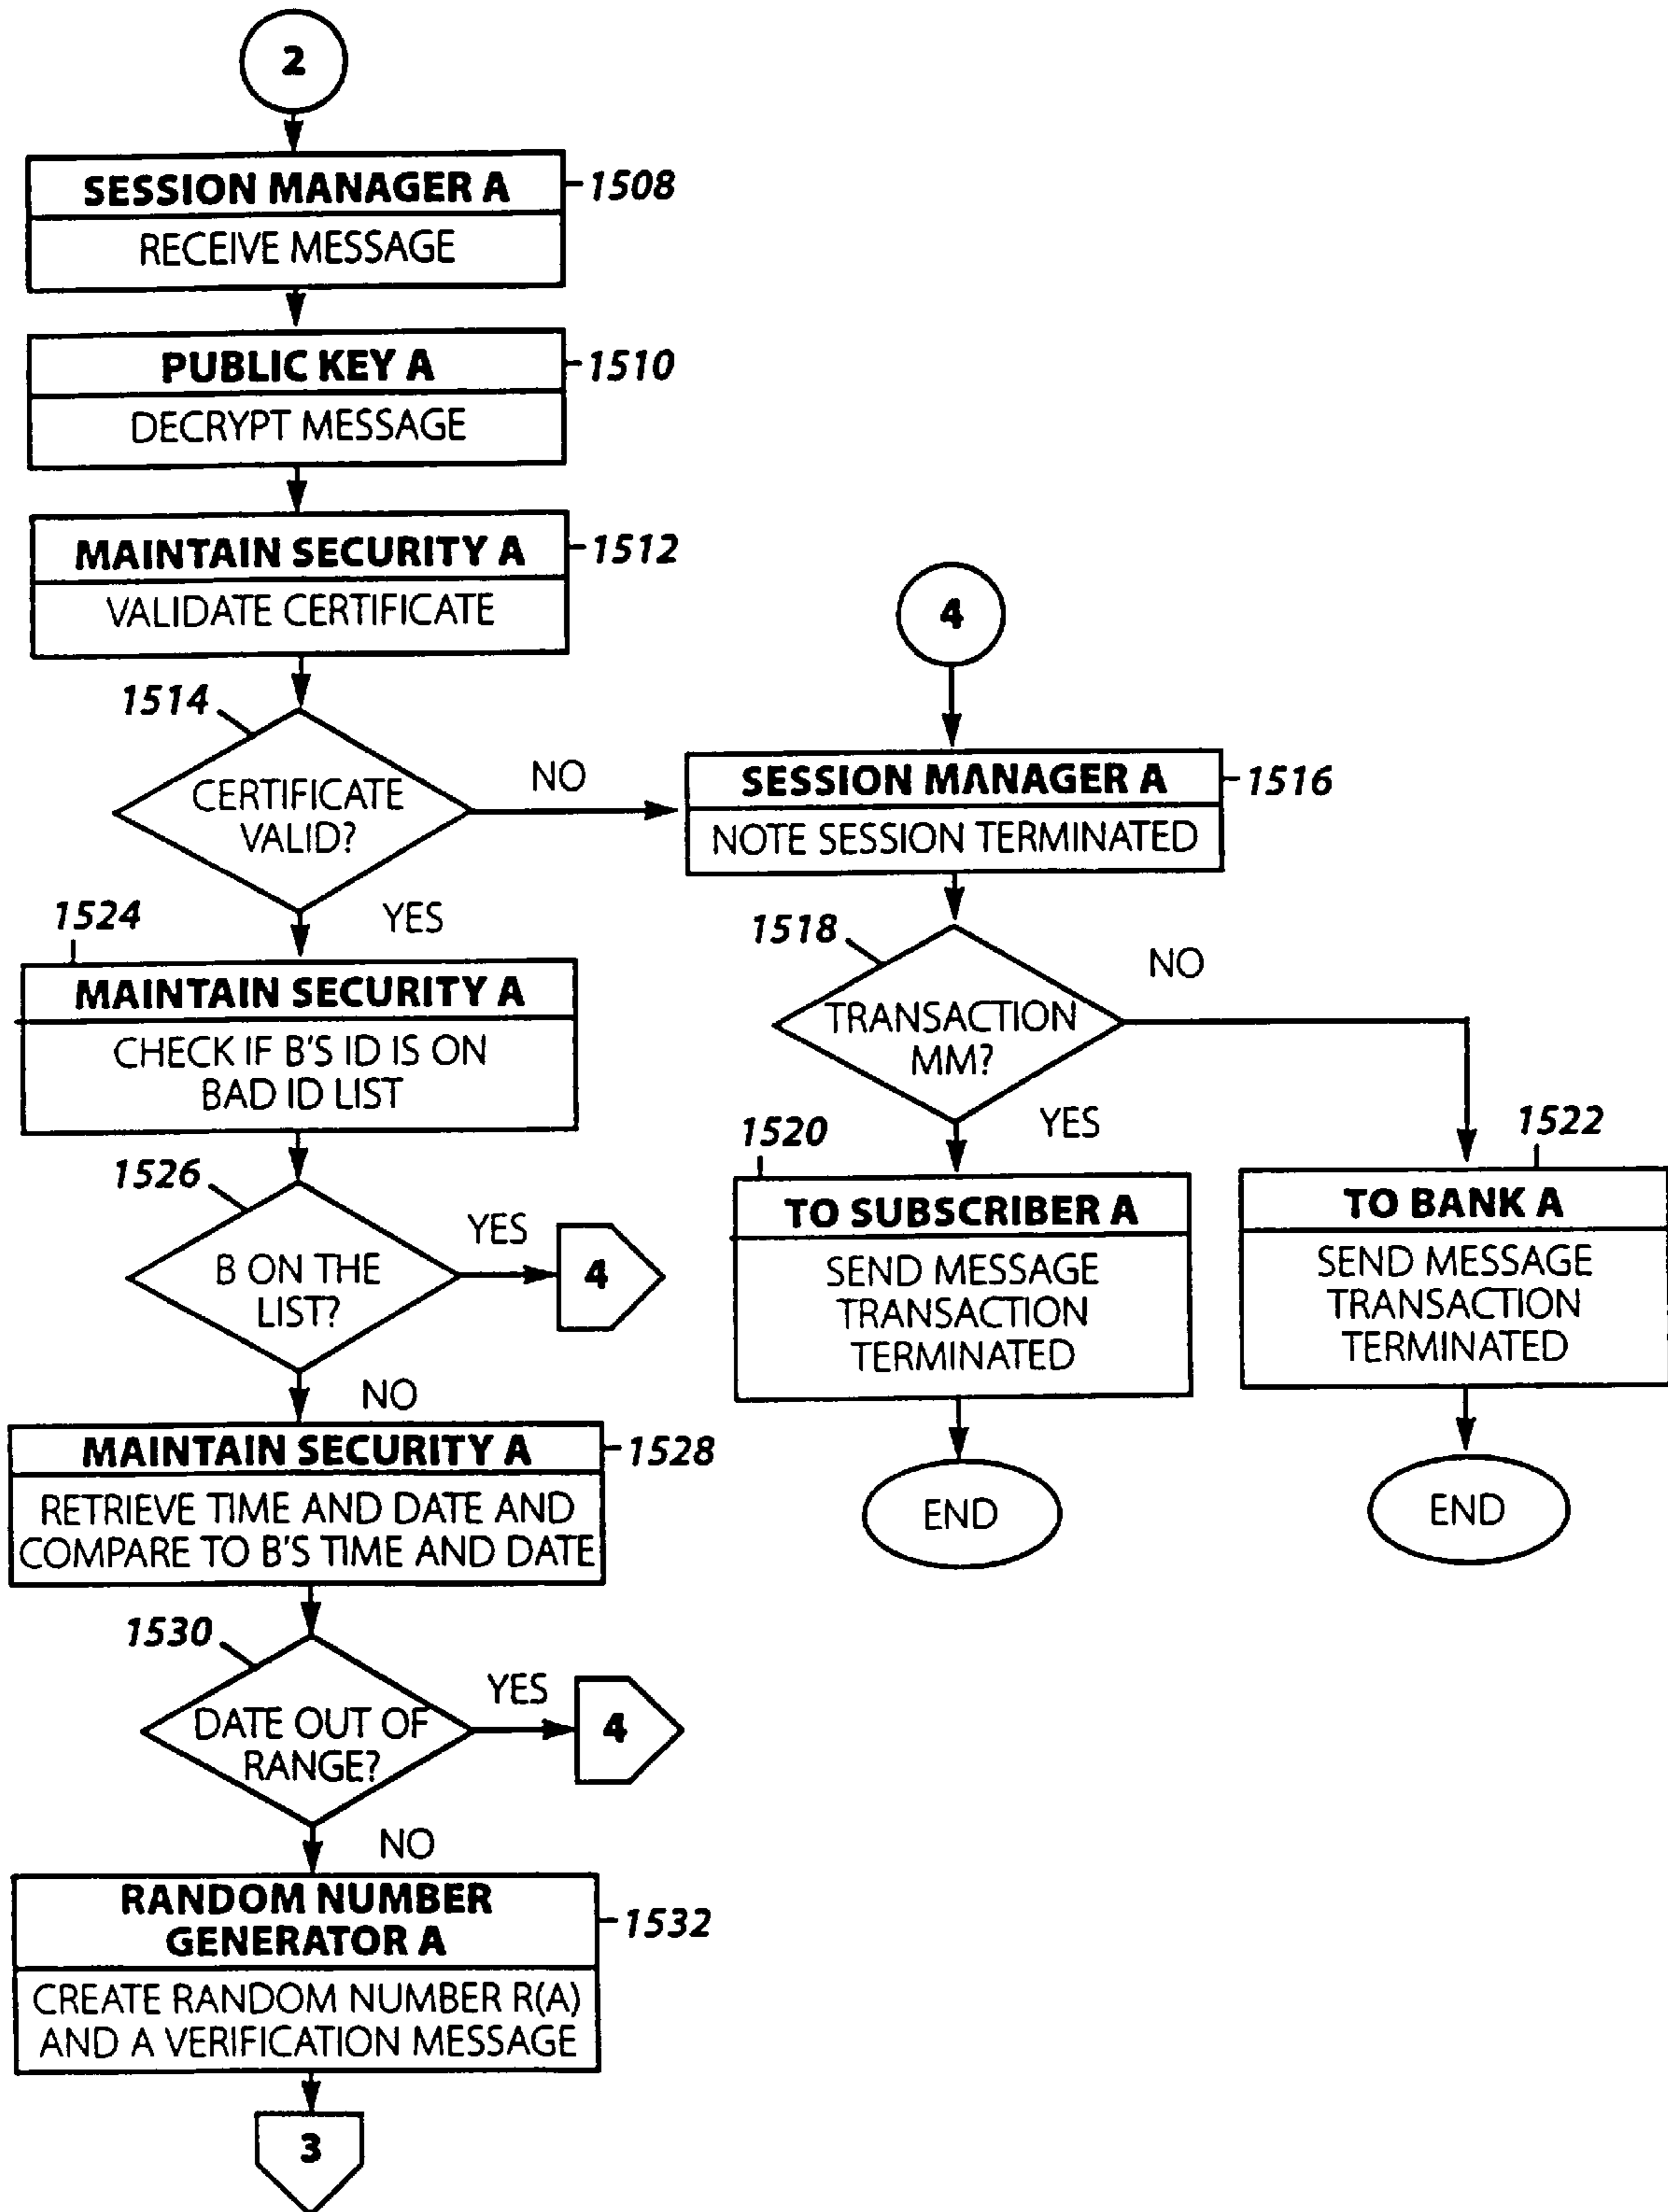 2
SESSION MANAGER A
1508
RECEIVE MESSAGE
PUBLIC KEY A
1510
DECRYPT MESSAGE
MAINTAIN SECURITY A
1512
VALIDATE CERTIFICATE
1514
CERTIFICATE
VALID?
NO
YES
4
SESSION MANAGER A
1516
NOTE SESSION TERMINATED
1518
TRANSACTION
MM?
NO
YES
1520
TO SUBSCRIBER A
SEND MESSAGE
TRANSACTION
TERMINATED
END
1522
TO BANK A
SEND MESSAGE
TRANSACTION
TERMINATED
END
1524
MAINTAIN SECURITY A
CHECK IF B'S ID IS ON
BAD ID LIST
1526
B ON THE
LIST?
YES
4
NO
MAINTAIN SECURITY A
1528
RETRIEVE TIME AND DATE AND
COMPARE TO B'S TIME AND DATE
1530
DATE OUT OF
RANGE?
YES
4
NO
RANDOM NUMBER
GENERATOR A
1532
CREATE RANDOM NUMBER R(A)
AND A VERIFICATION MESSAGE
3